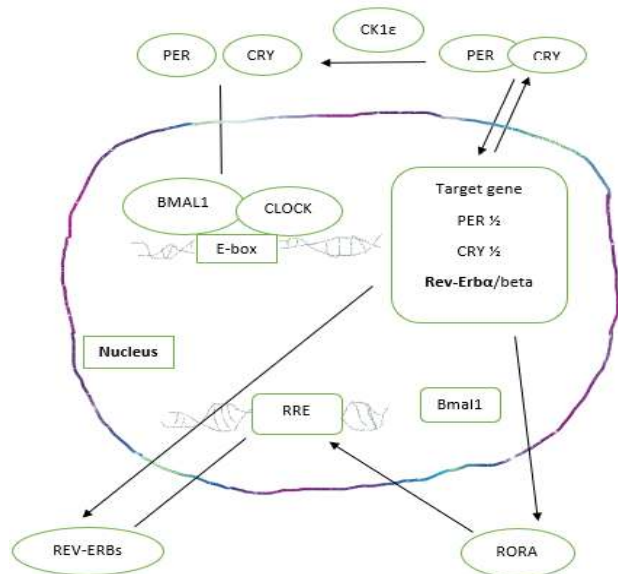 CK1ε
PER
CRY
PER
CRY
BMAL1
CLOCK
E-box
Target gene
PER ½
CRY ½
Rev-Erbα/beta
Nucleus
RRE
Bmal1
REV-ERBs
RORA